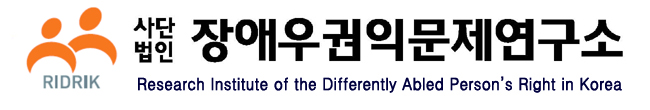 사단
법인
장애우권익문제연구소
RIDRIK
Research Institute of the Differently Abled Person's Right in Korea